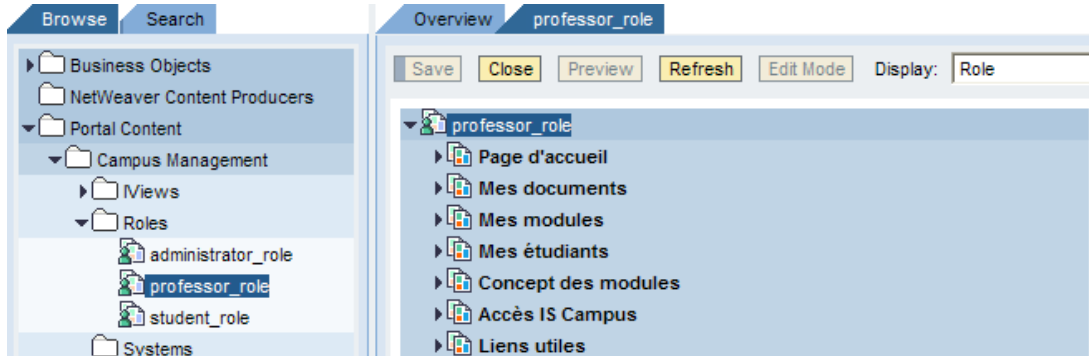 Browse Search
Business Objects
NetWeaver Content Producers
Portal Content
Campus Management
iViews
Roles
administrator_role
professor_role
student_role
Systems
Overview professor_role
Save Close Preview Refresh Edit Mode Display: Role
professor_role
Page d'accueil
Mes documents
Mes modules
Mes étudiants
Concept des modules
Accès IS Campus
Liens utiles